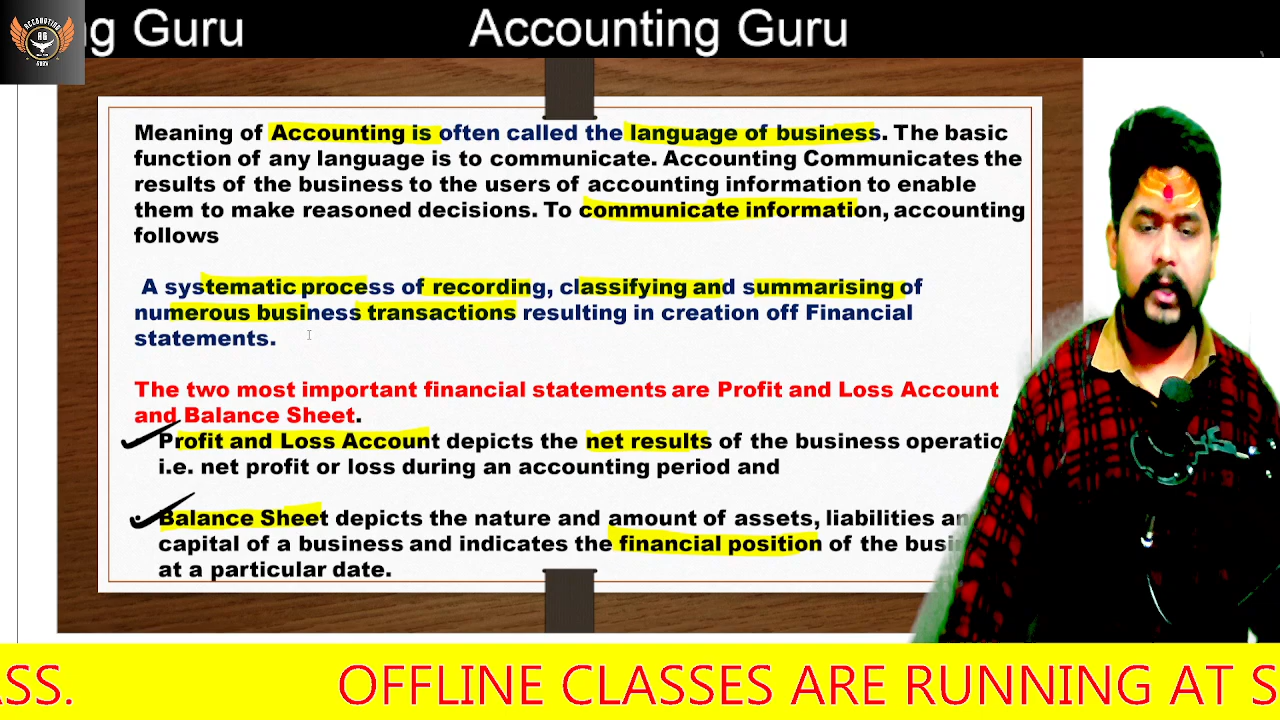 ng Guru Accounting Guru
ACCOUNTING
AG
GURU
Meaning of Accounting is often called the language of business. The basic
function of any language is to communicate. Accounting Communicates the
results of the business to the users of accounting information to enable
them to make reasoned decisions. To communicate information, accounting
follows
A systematic process of recording, classifying and summarising of
numerous business transactions resulting in creation off Financial
statements.
The two most important financial statements are Profit and Loss Account
and Balance Sheet.
Profit and Loss Account depicts the net results of the business operatio
i.e. net profit or loss during an accounting period and
Balance Sheet depicts the nature and amount of assets, liabilities an
capital of a business and indicates the financial position of the busi
at a particular date.
ASS. OFFLINE CLASSES ARE RUNNING AT S